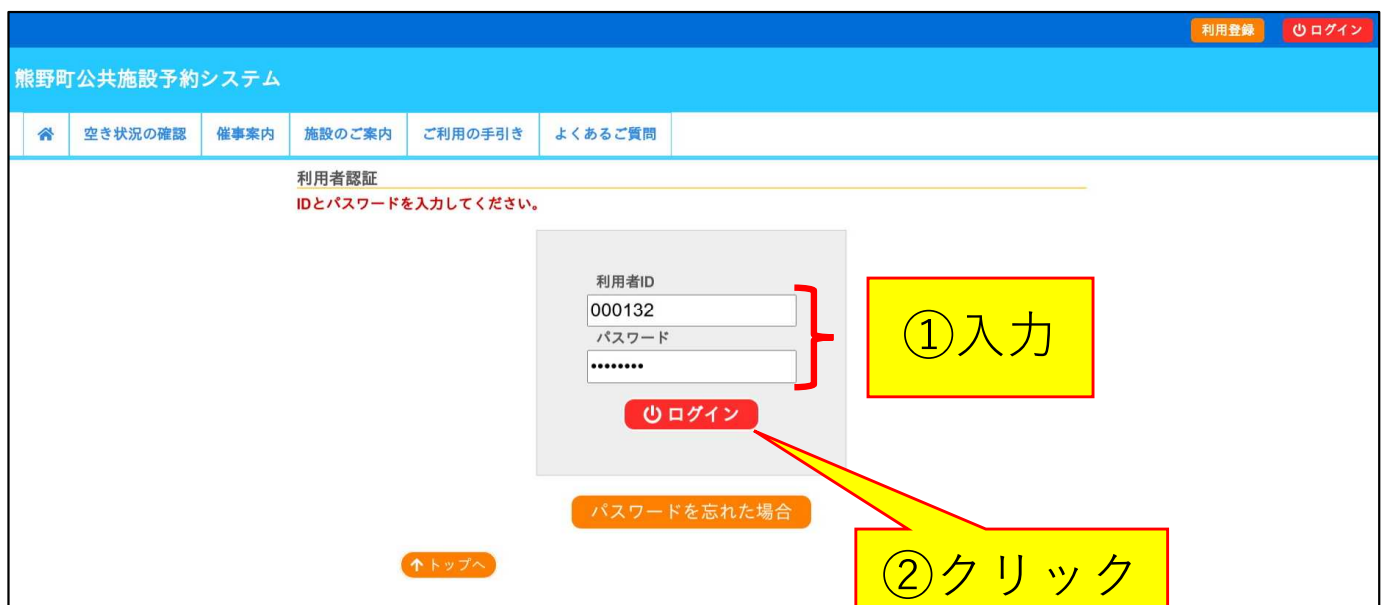 利用登録 ログイン
熊野町公共施設予約システム
空き状況の確認 催事案内 施設のご案内 ご利用の手引き よくあるご質問
利用者認証
IDとパスワードを入力してください。
利用者ID
000132
パスワード
••••••••
①入力
ログイン
パスワードを忘れた場合
トップへ
②クリック